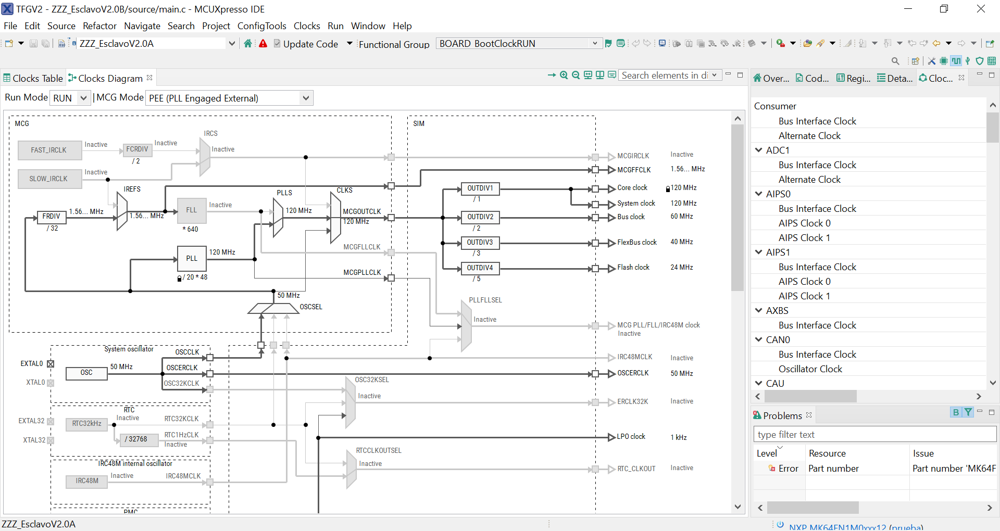 TFGV2 - ZZZ_EsclavoV2.0B/source/main.c - MCUXpresso IDE
File Edit Source Refactor Navigate Search Project ConfigTools Clocks Run Window Help
ZZZ_EsclavoV2.0A Update Code Functional Group BOARD_BootClockRUN
Clocks Table Clocks Diagram Search elements in di
Run Mode RUN MCG Mode PEE (PLL Engaged External)
MCG
SIM
IRCS
FAST_IRCLK Inactive FCRDIV Inactive Inactive
/ 2
SLOW_IRCLK Inactive
IREFS
FRDIV 1.56... MHz 1.56... MHz
/ 32
FLL Inactive
* 640
PLLS
120 MHz
CLKS
MCGOUTCLK
120 MHz
PLL 120 MHz
/ 20 * 48
MCGFLLCLK
MCGPLLCLK
50 MHz
OSCSEL
OUTDIV1
/ 1
OUTDIV2
/ 2
OUTDIV3
/ 3
OUTDIV4
/ 5
PLLFLLSEL
Inactive
MCGIRCLK Inactive
MCGFFCLK 1.56... MHz
Core clock 120 MHz
System clock 120 MHz
Bus clock 60 MHz
FlexBus clock 40 MHz
Flash clock 24 MHz
MCG PLL/FLL/IRC48M clock
Inactive
IRC48MCLK Inactive
OSCERCLK 50 MHz
ERCLK32K Inactive
LPO clock 1 kHz
RTC_CLKOUT Inactive
System oscillator
EXTAL0
XTAL0
OSC 50 MHz
OSCCLK
OSCERCLK
OSC32KCLK
OSC32KSEL
Inactive
RTC
EXTAL32
XTAL32
RTC32kHz Inactive RTC32KCLK
/ 32768 RTC1HzCLK
Inactive
RTCCLKOUTSEL
Inactive
IRC48M internal oscillator
IRC48M Inactive IRC48MCLK
PMC
Over... Cod... Regi... Deta... Cloc...
Consumer
Bus Interface Clock
Alternate Clock
ADC1
Bus Interface Clock
Alternate Clock
AIPS0
Bus Interface Clock
AIPS Clock 0
AIPS Clock 1
AIPS1
Bus Interface Clock
AIPS Clock 0
AIPS Clock 1
AXBS
Bus Interface Clock
CAN0
Bus Interface Clock
Oscillator Clock
CAU
Problems B
type filter text
Level Resource Issue
Error Part number Part number 'MK64F
ZZZ_EsclavoV2.0A
NXP MK64FN1M0xxx12 (prueba)